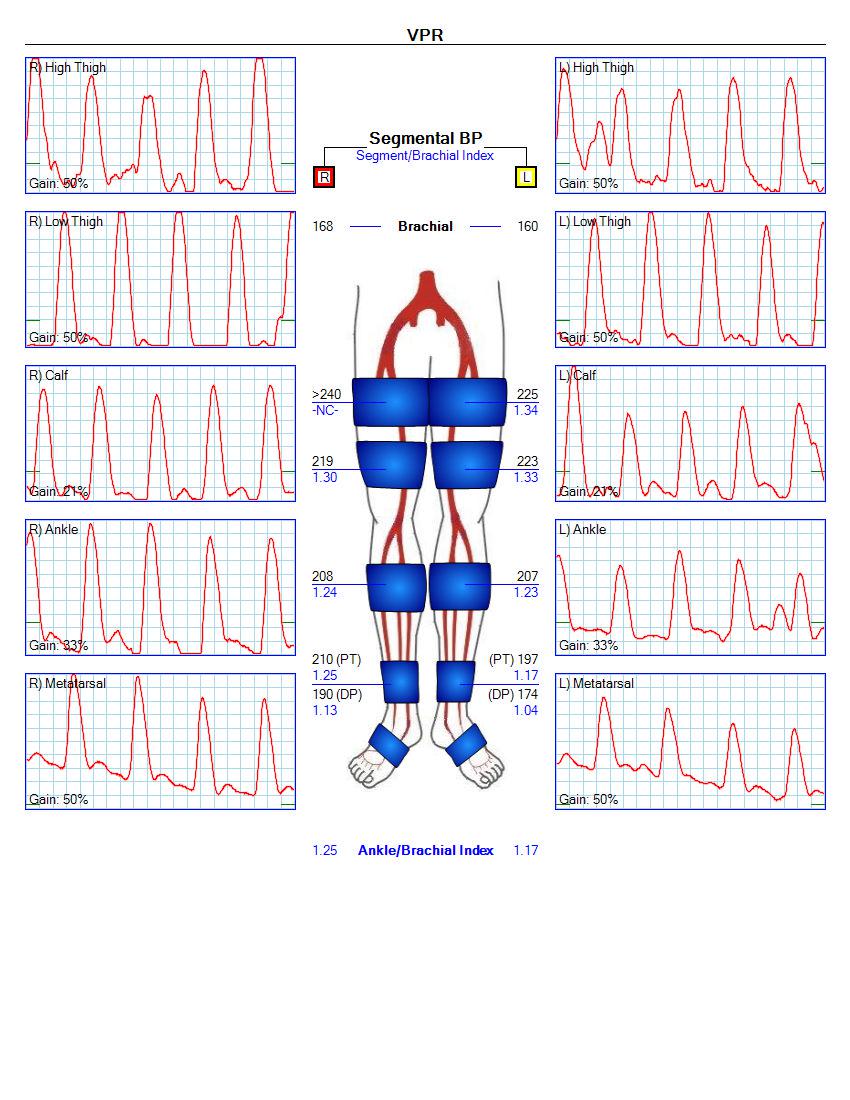 VPR
R) High Thigh
Gain: 50%
L) High Thigh
Gain: 50%
Segmental BP
Segment/Brachial Index
R
L
168 Brachial 160
R) Low Thigh
Gain: 50%
L) Low Thigh
Gain: 50%
R) Calf
Gain: 21%
L) Calf
Gain: 21%
>240 225
-NC- 1.34
219 223
1.30 1.33
R) Ankle
Gain: 33%
L) Ankle
Gain: 33%
208 207
1.24 1.23
210 (PT) (PT) 197
1.25 1.17
190 (DP) (DP) 174
1.13 1.04
R) Metatarsal
Gain: 50%
L) Metatarsal
Gain: 50%
1.25 Ankle/Brachial Index 1.17